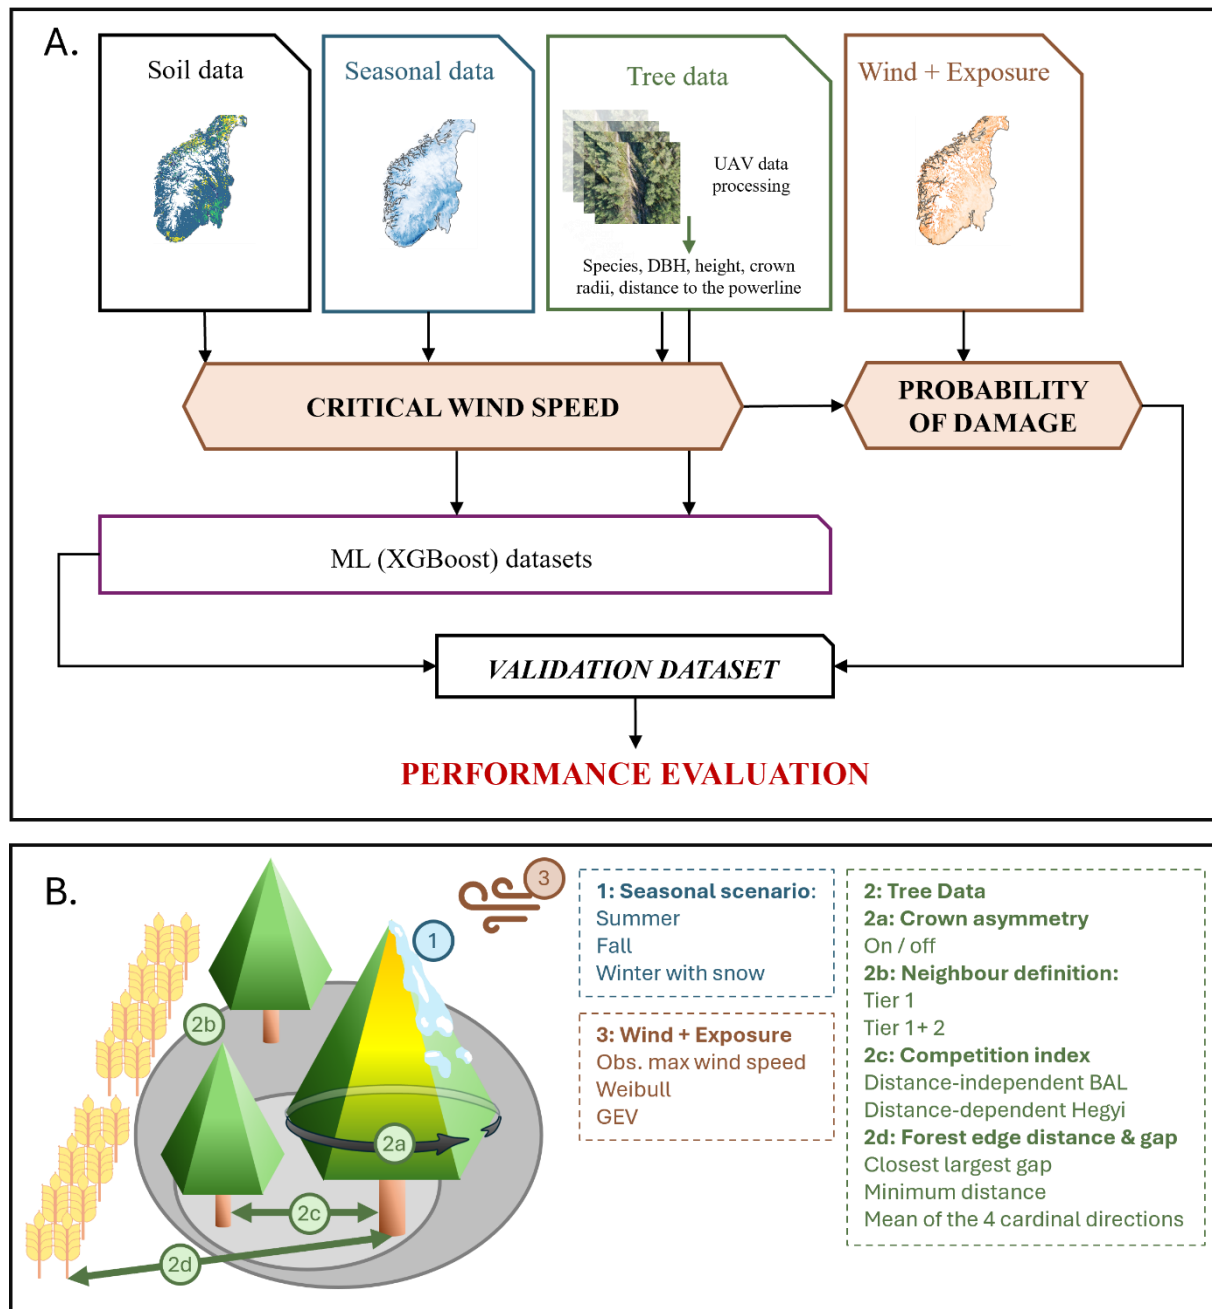 A.
Soil data
Seasonal data
Tree data
Wind + Exposure
UAV data
processing
Species, DBH, height, crown
radii, distance to the powerline
CRITICAL WIND SPEED
PROBABILITY
OF DAMAGE
ML (XGBoost) datasets
VALIDATION DATASET
PERFORMANCE EVALUATION
B.
3
1
2b
2a
2c
2d
1: Seasonal scenario:
Summer
Fall
Winter with snow
3: Wind + Exposure
Obs. max wind speed
Weibull
GEV
2: Tree Data
2a: Crown asymmetry
On / off
2b: Neighbour definition:
Tier 1
Tier 1+ 2
2c: Competition index
Distance-independent BAL
Distance-dependent Hegyi
2d: Forest edge distance & gap
Closest largest gap
Minimum distance
Mean of the 4 cardinal directions